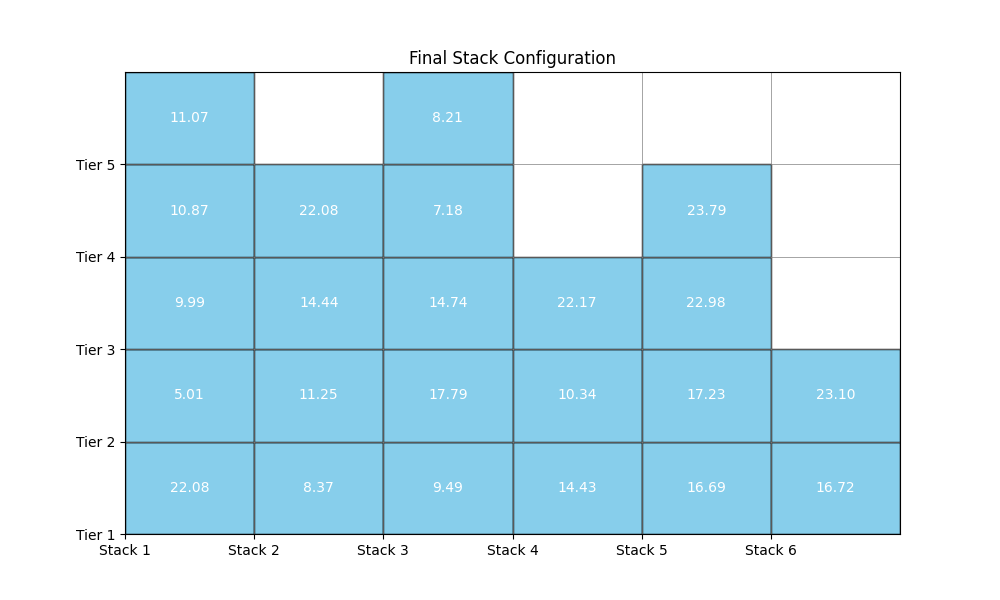 Final Stack Configuration
11.07 8.21
Tier 5
10.87 22.08 7.18 23.79
Tier 4
9.99 14.44 14.74 22.17 22.98
Tier 3
5.01 11.25 17.79 10.34 17.23 23.10
Tier 2
22.08 8.37 9.49 14.43 16.69 16.72
Tier 1
Stack 1 Stack 2 Stack 3 Stack 4 Stack 5 Stack 6